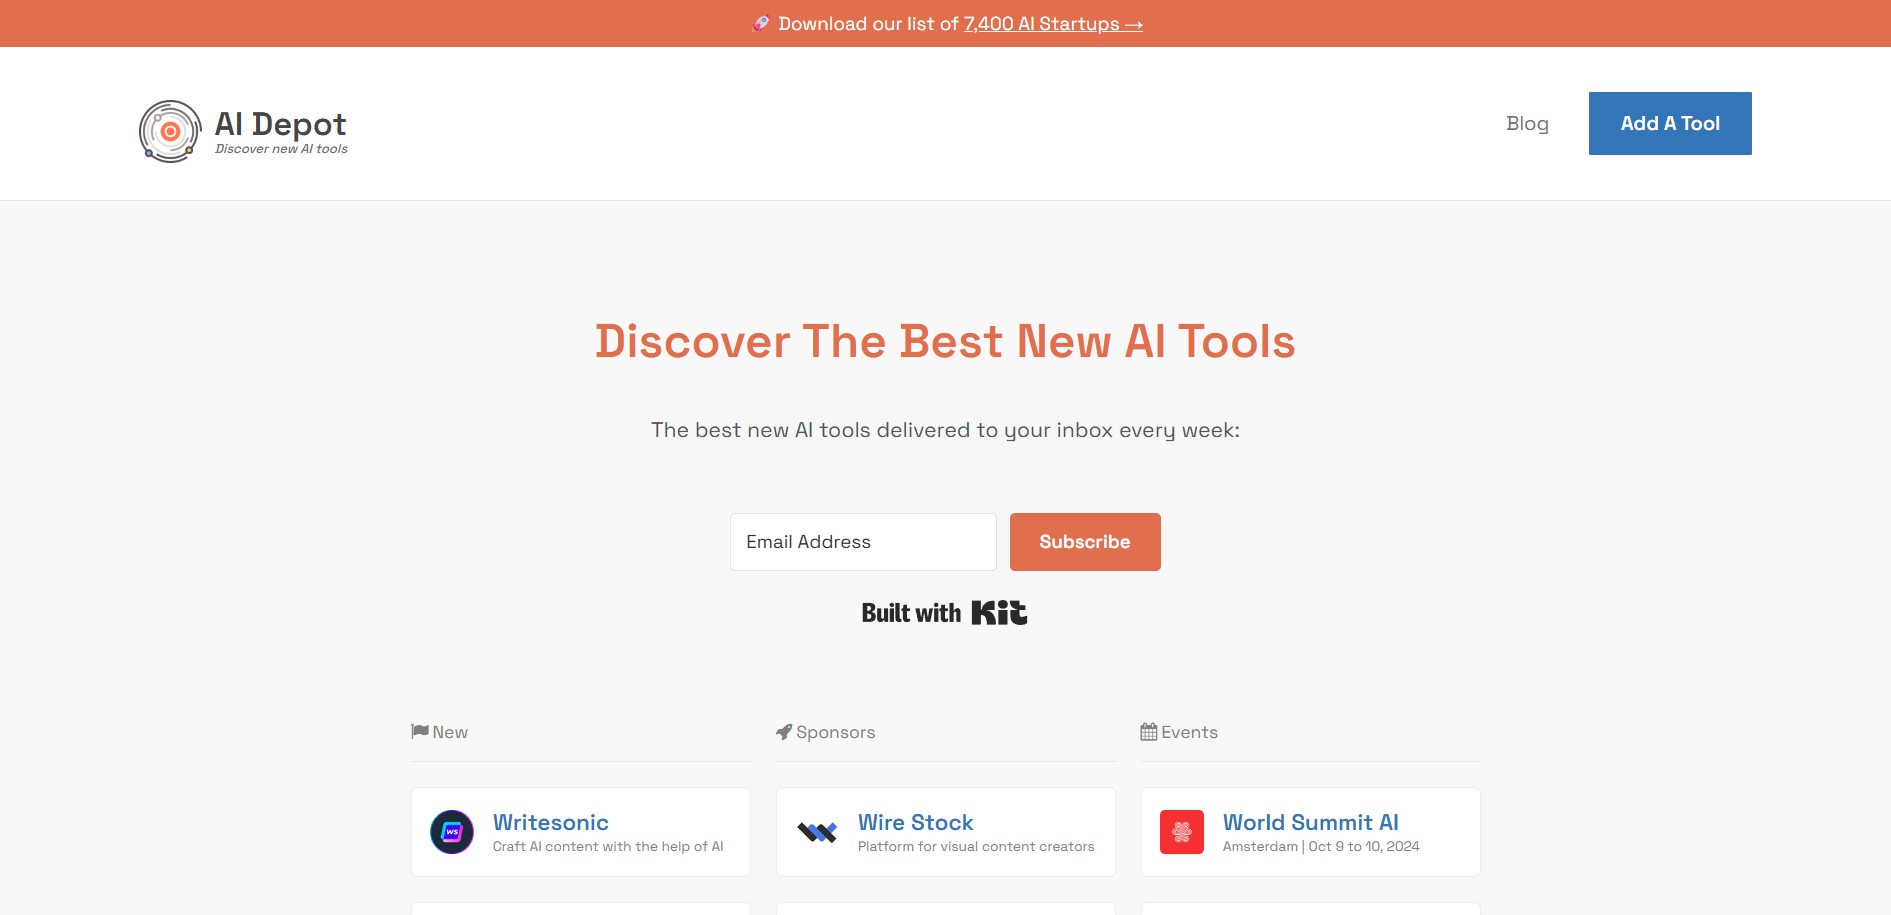 🚀 Download our list of 7,400 AI Startups →
AI Depot
Discover new AI tools
Blog
Add A Tool
Discover The Best New AI Tools
The best new AI tools delivered to your inbox every week:
Email Address
Subscribe
Built with Kit
New
Sponsors
Events
WS
Writesonic
Craft AI content with the help of AI
Wire Stock
Platform for visual content creators
World Summit AI
Amsterdam | Oct 9 to 10, 2024